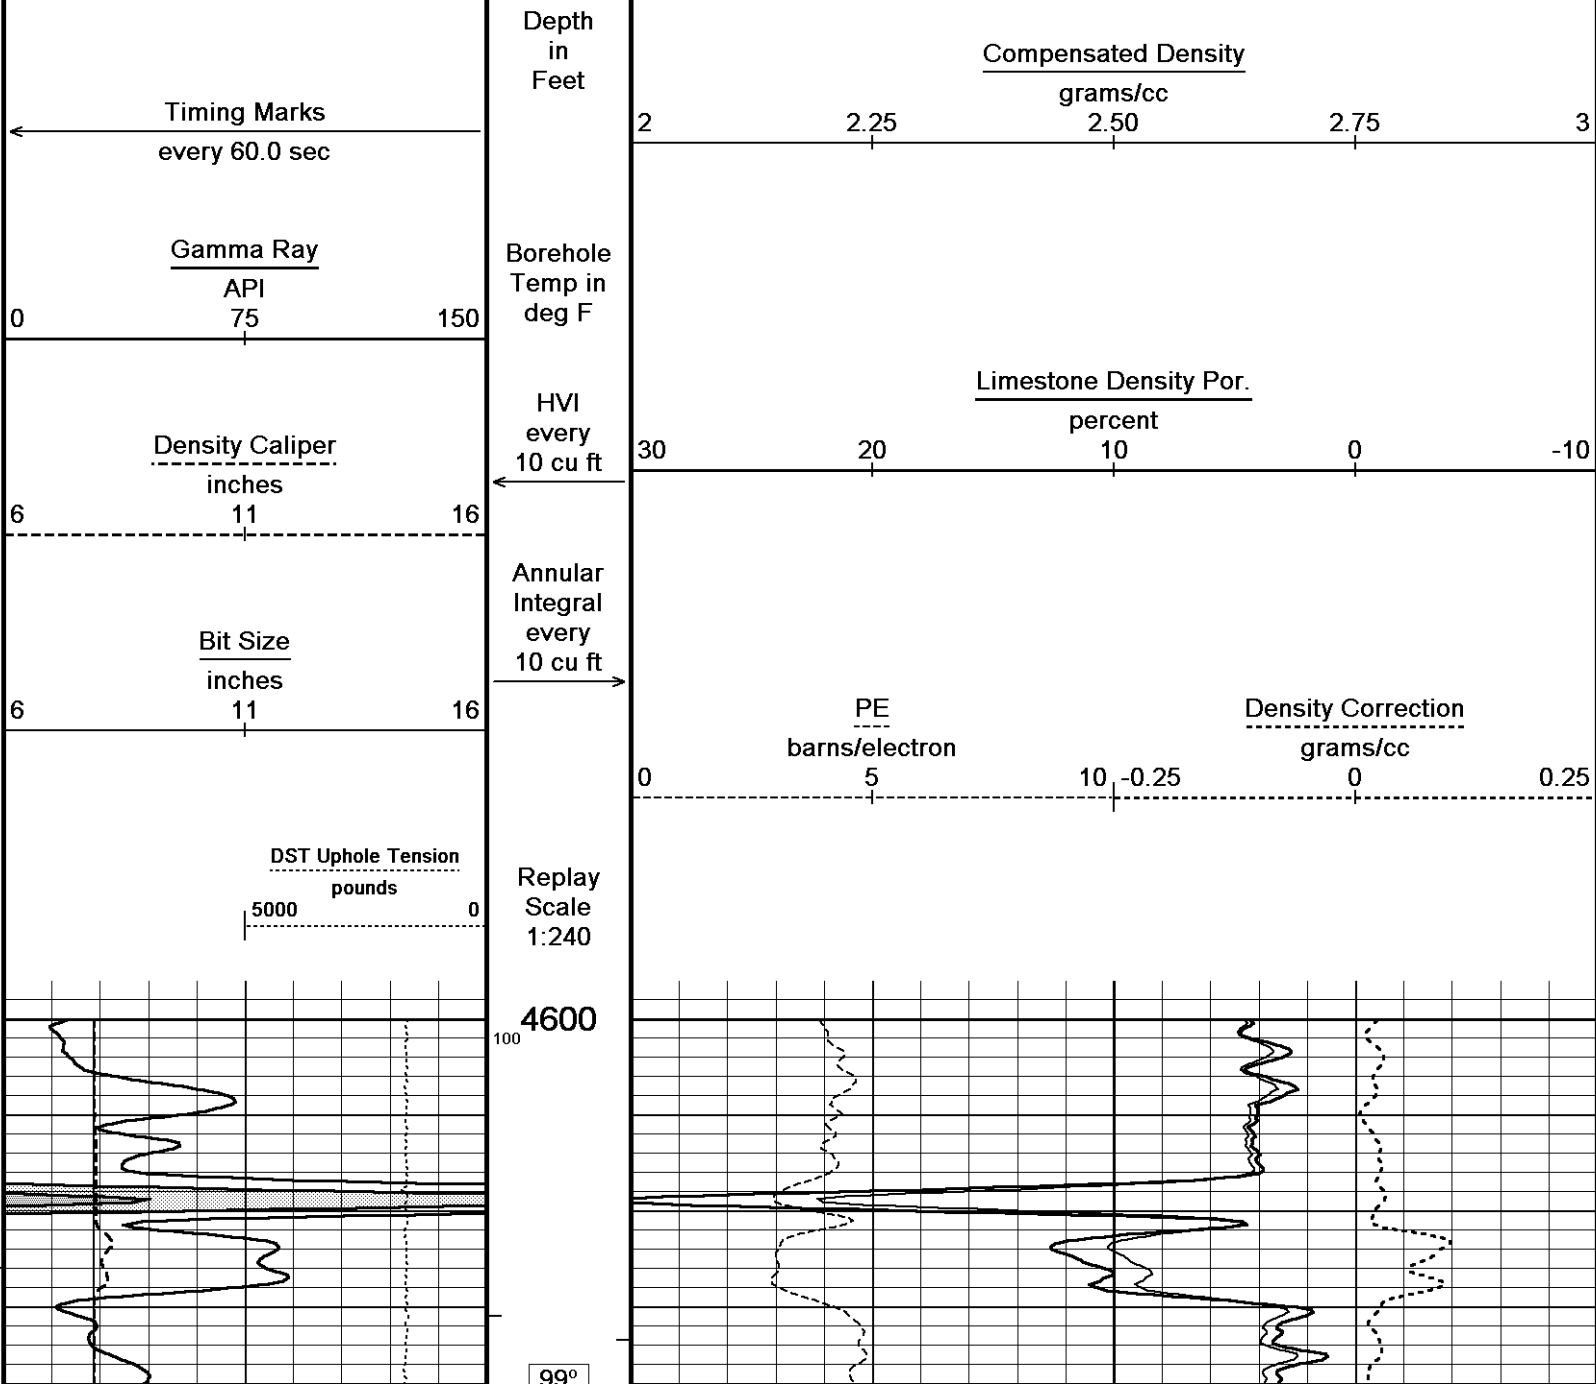 Timing Marks
every 60.0 sec
Gamma Ray
API
0 75 150
Density Caliper
inches
6 11 16
Bit Size
inches
6 11 16
DST Uphole Tension
pounds
5000 0
Depth
in
Feet
Borehole
Temp in
deg F
HVI
every
10 cu ft
Annular
Integral
every
10 cu ft
Replay
Scale
1:240
Compensated Density
grams/cc
2 2.25 2.50 2.75 3
Limestone Density Por.
percent
30 20 10 0 -10
PE
barns/electron
0 5 10
Density Correction
grams/cc
-0.25 0 0.25
4600
100
99°